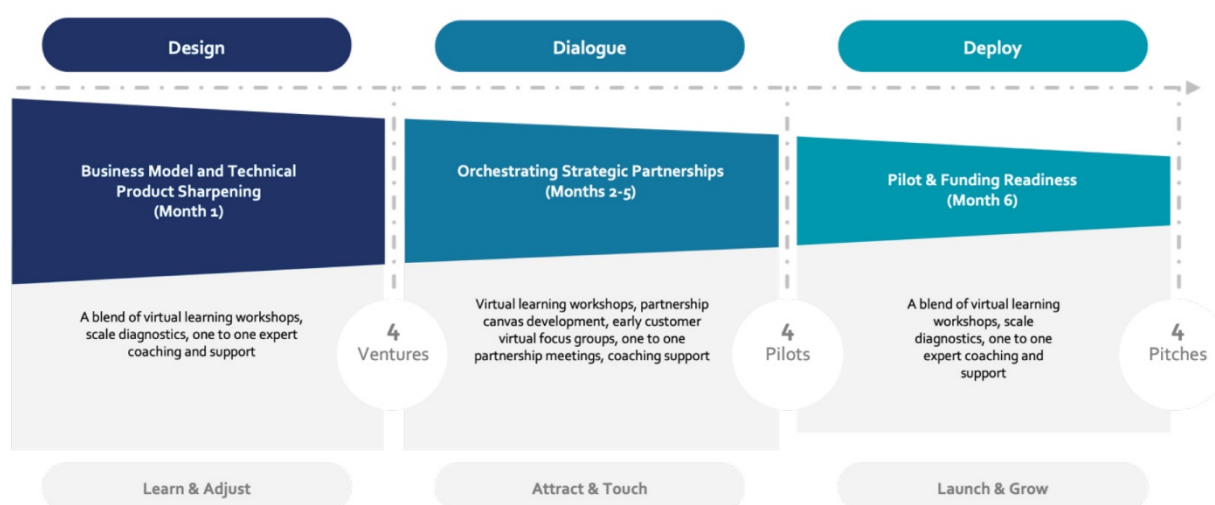 Design
Dialogue
Deploy
Business Model and Technical
Product Sharpening
(Month 1)
Orchestrating Strategic Partnerships
(Months 2-5)
Pilot & Funding Readiness
(Month 6)
A blend of virtual learning workshops,
scale diagnostics, one to one expert
coaching and support
4
Ventures
Virtual learning workshops, partnership
canvas development, early customer
virtual focus groups, one to one
partnership meetings, coaching support
4
Pilots
A blend of virtual learning
workshops, scale
diagnostics, one to one
expert coaching and
support
4
Pitches
Learn & Adjust
Attract & Touch
Launch & Grow